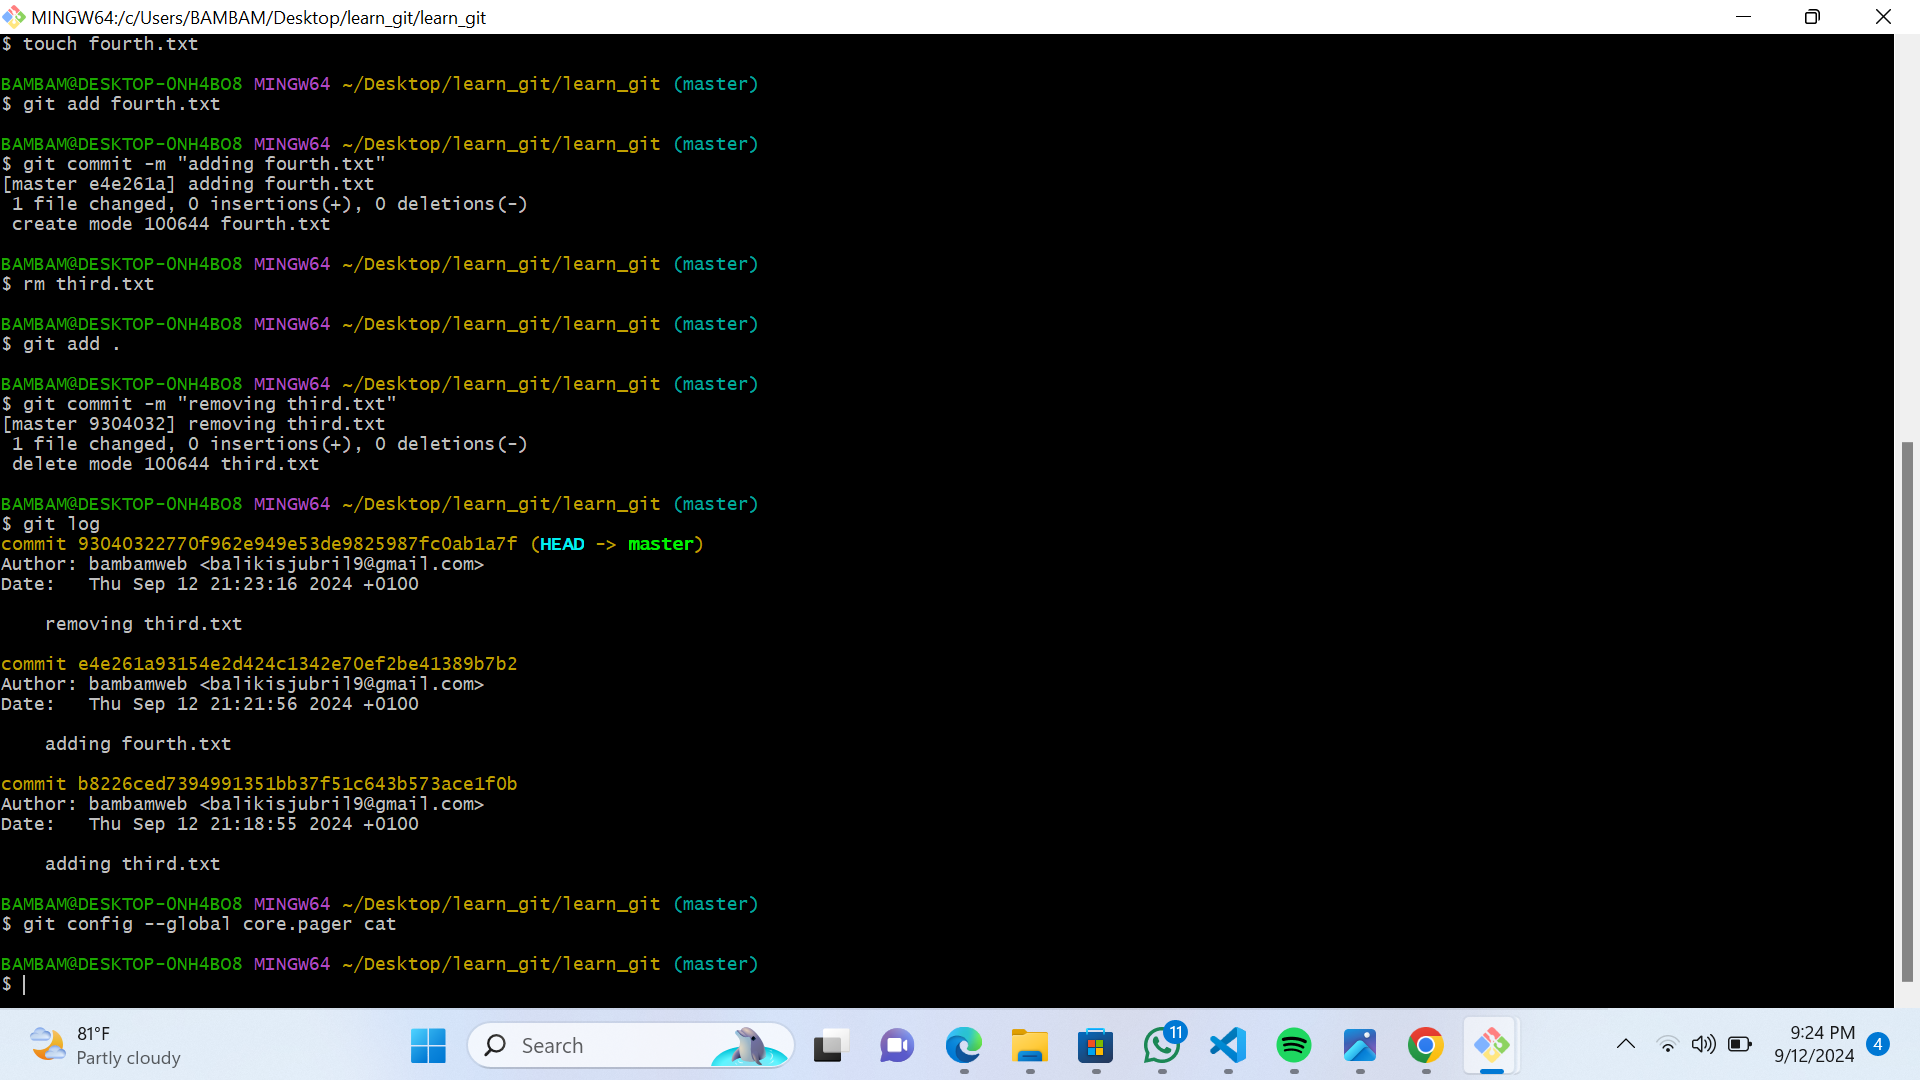 MINGW64:/c/Users/BAMBAM/Desktop/learn_git/learn_git
$ touch fourth.txt
BAMBAM@DESKTOP-0NH4BO8 MINGW64 ~/Desktop/learn_git/learn_git (master)
$ git add fourth.txt
BAMBAM@DESKTOP-0NH4BO8 MINGW64 ~/Desktop/learn_git/learn_git (master)
$ git commit -m "adding fourth.txt"
[master e4e261a] adding fourth.txt
 1 file changed, 0 insertions(+), 0 deletions(-)
 create mode 100644 fourth.txt
BAMBAM@DESKTOP-0NH4BO8 MINGW64 ~/Desktop/learn_git/learn_git (master)
$ rm third.txt
BAMBAM@DESKTOP-0NH4BO8 MINGW64 ~/Desktop/learn_git/learn_git (master)
$ git add .
BAMBAM@DESKTOP-0NH4BO8 MINGW64 ~/Desktop/learn_git/learn_git (master)
$ git commit -m "removing third.txt"
[master 9304032] removing third.txt
 1 file changed, 0 insertions(+), 0 deletions(-)
 delete mode 100644 third.txt
BAMBAM@DESKTOP-0NH4BO8 MINGW64 ~/Desktop/learn_git/learn_git (master)
$ git log
commit 93040322770f962e949e53de9825987fc0ab1a7f (HEAD -> master)
Author: bambamweb <balikisjubril9@gmail.com>
Date:   Thu Sep 12 21:23:16 2024 +0100
    removing third.txt
commit e4e261a93154e2d424c1342e70ef2be41389b7b2
Author: bambamweb <balikisjubril9@gmail.com>
Date:   Thu Sep 12 21:21:56 2024 +0100
    adding fourth.txt
commit b8226ced7394991351bb37f51c643b573ace1f0b
Author: bambamweb <balikisjubril9@gmail.com>
Date:   Thu Sep 12 21:18:55 2024 +0100
    adding third.txt
BAMBAM@DESKTOP-0NH4BO8 MINGW64 ~/Desktop/learn_git/learn_git (master)
$ git config --global core.pager cat
BAMBAM@DESKTOP-0NH4BO8 MINGW64 ~/Desktop/learn_git/learn_git (master)
$
81°F
Partly cloudy
Search
11
9:24 PM
9/12/2024
4